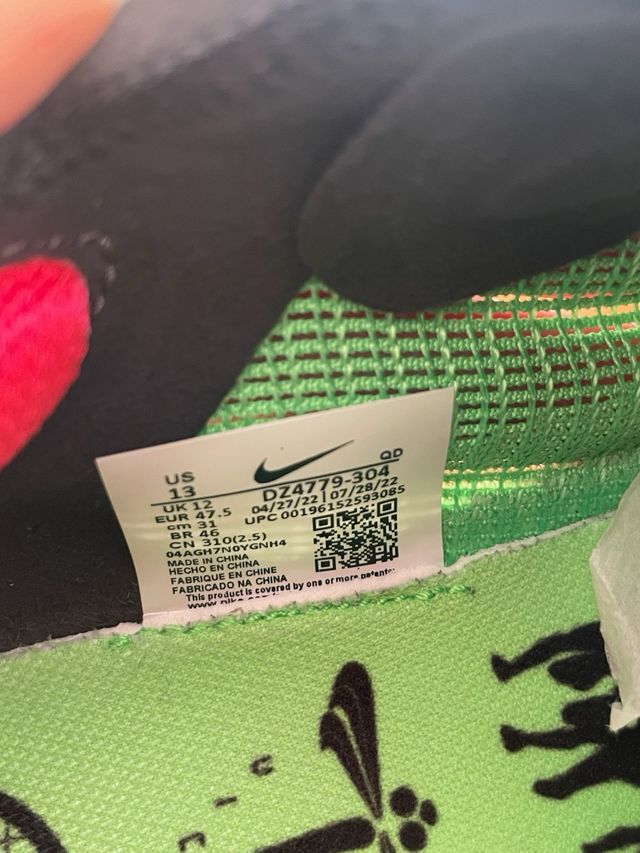 US
13
UK 12
EUR 47.5
cm 31
BR 46
CN 310(2.5)
04AGH7N0YGNH4
QD
DZ4779-304
04/27/22 | 07/28/22
UPC 00196152593085
MADE IN CHINA
HECHO EN CHINA
FABRIQUE EN CHINE
FABRICADO NA CHINA
This product is covered by one or more patents.